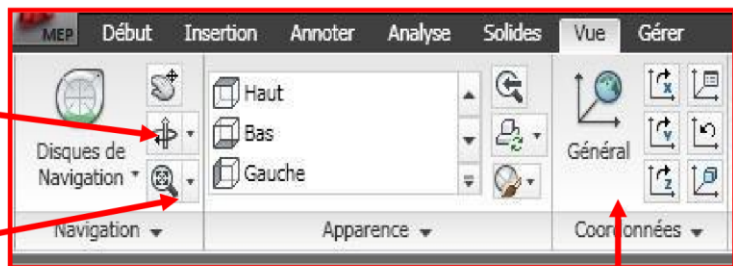 MEP Début Insertion Annoter Analyse Solides Vue Gérer
Haut
Bas
Gauche
Disques de
Navigation
Général
x
y
z
Navigation Apparence Coordonnées